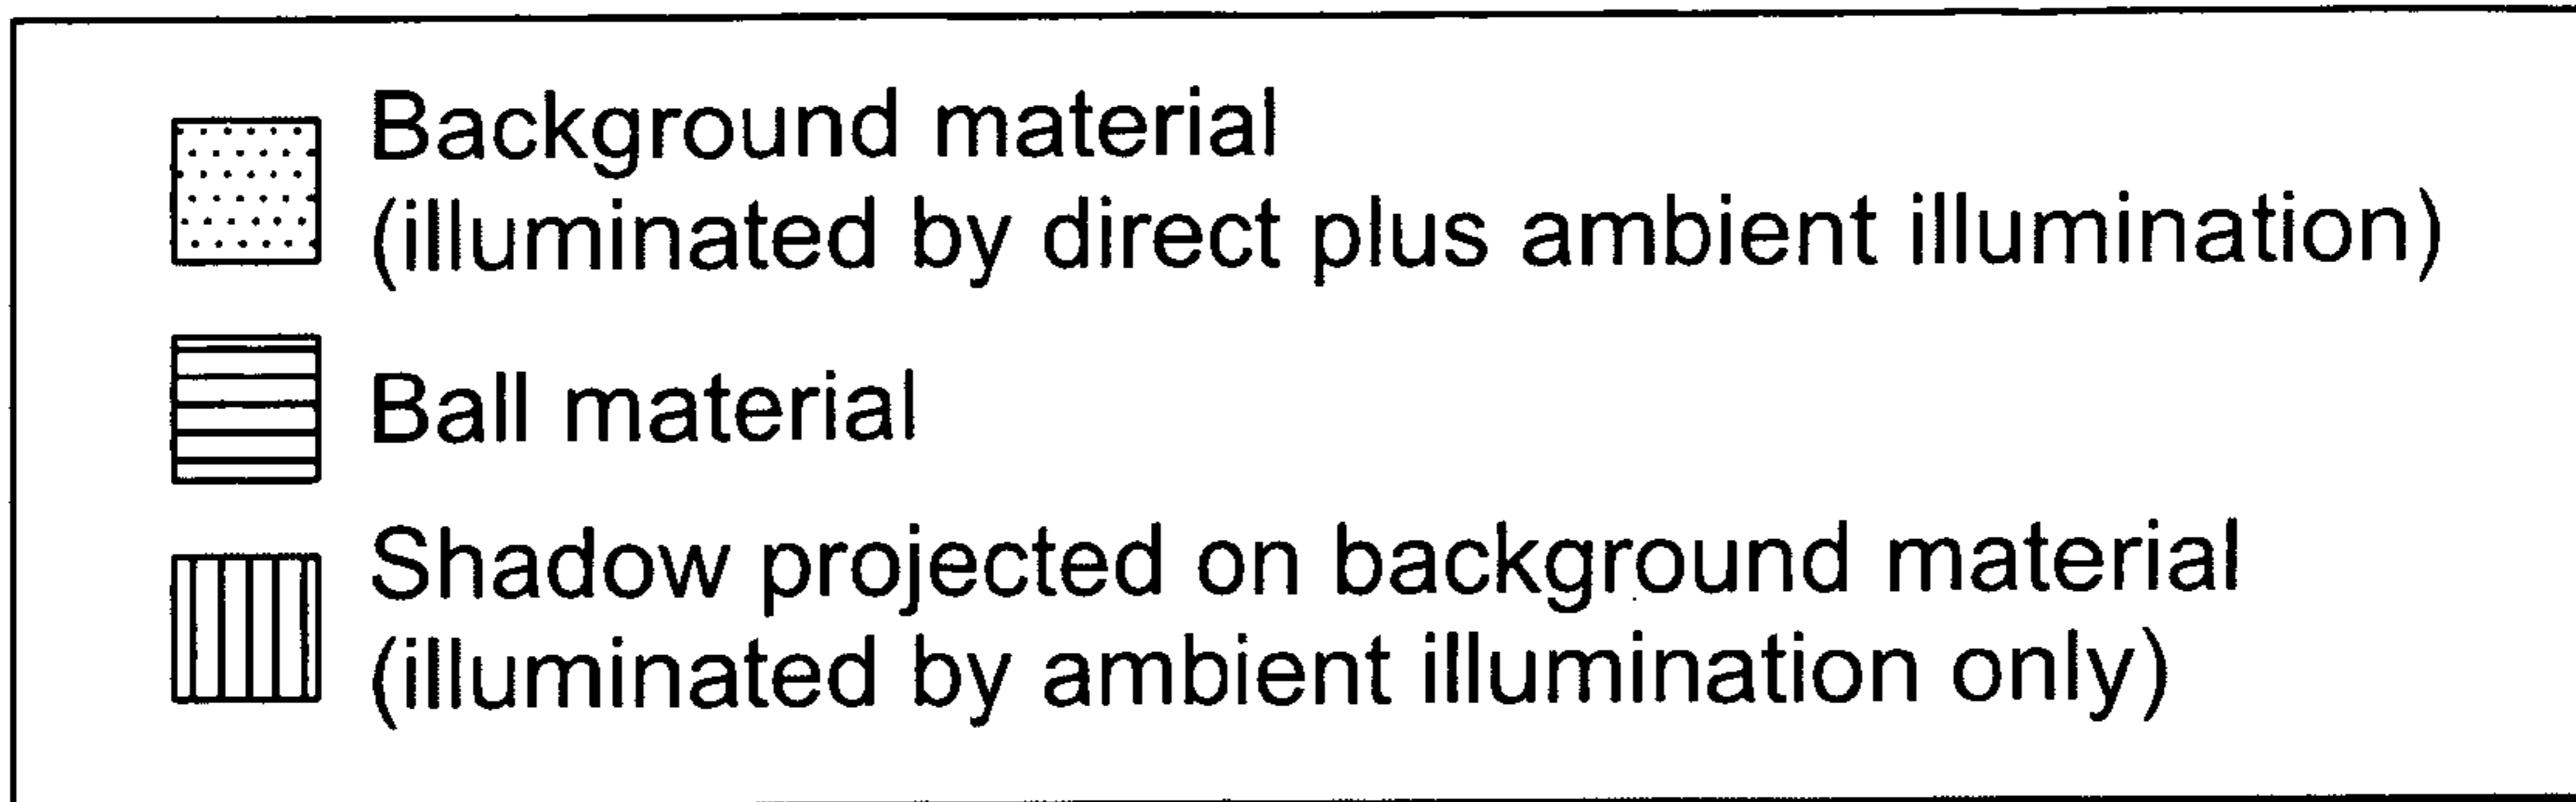 Background material
(illuminated by direct plus ambient illumination)
Ball material
Shadow projected on background material
(illuminated by ambient illumination only)